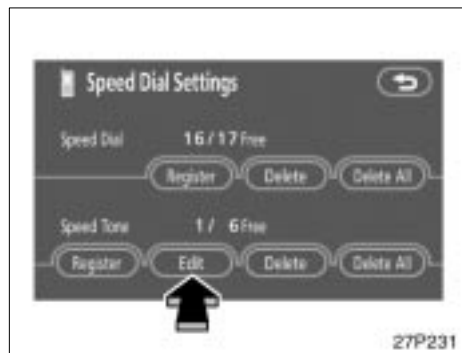 Speed Dial Settings
Speed Dial 16/17 Free
Register Delete Delete All
Speed Tone 1/ 6 Free
Register Edit Delete Delete All
27P231